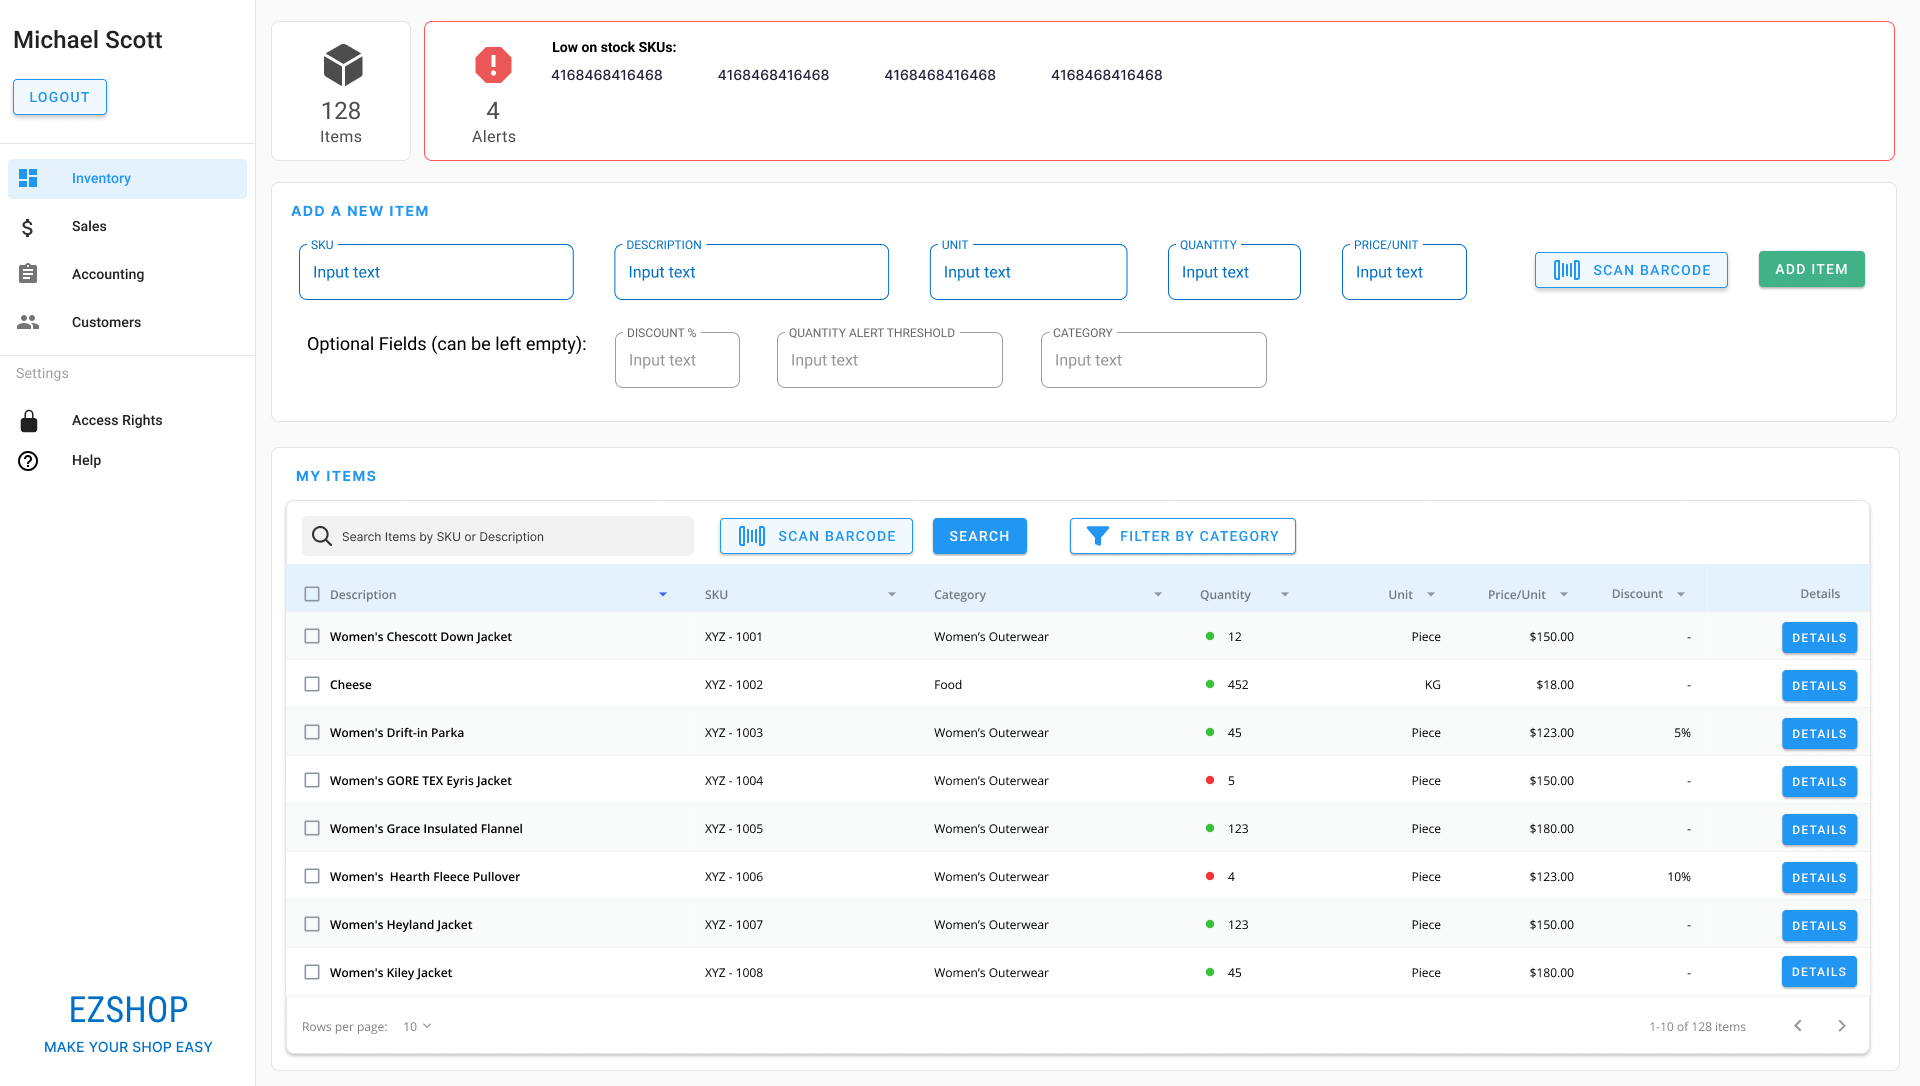 Michael Scott
LOGOUT
Inventory
Sales
Accounting
Customers
Settings
Access Rights
Help
EZSHOP
MAKE YOUR SHOP EASY
128
Items
4
Alerts
Low on stock SKUs:
4168468416468 4168468416468 4168468416468 4168468416468
ADD A NEW ITEM
SKU DESCRIPTION UNIT QUANTITY PRICE/UNIT
Input text Input text Input text Input text Input text SCAN BARCODE ADD ITEM
DISCOUNT % QUANTITY ALERT THRESHOLD CATEGORY
Optional Fields (can be left empty): Input text Input text Input text
MY ITEMS
Search Items by SKU or Description SCAN BARCODE SEARCH FILTER BY CATEGORY
Description SKU Category Quantity Unit Price/Unit Discount Details
Women's Chescott Down Jacket XYZ - 1001 Women’s Outerwear 12 Piece $150.00 - DETAILS
Cheese XYZ - 1002 Food 452 KG $18.00 - DETAILS
Women's Drift-in Parka XYZ - 1003 Women’s Outerwear 45 Piece $123.00 5% DETAILS
Women's GORE TEX Eyris Jacket XYZ - 1004 Women’s Outerwear 5 Piece $150.00 - DETAILS
Women's Grace Insulated Flannel XYZ - 1005 Women’s Outerwear 123 Piece $180.00 - DETAILS
Women's  Hearth Fleece Pullover XYZ - 1006 Women’s Outerwear 4 Piece $123.00 10% DETAILS
Women's Heyland Jacket XYZ - 1007 Women’s Outerwear 123 Piece $150.00 - DETAILS
Women's Kiley Jacket XYZ - 1008 Women’s Outerwear 45 Piece $180.00 - DETAILS
Rows per page: 10 1-10 of 128 items